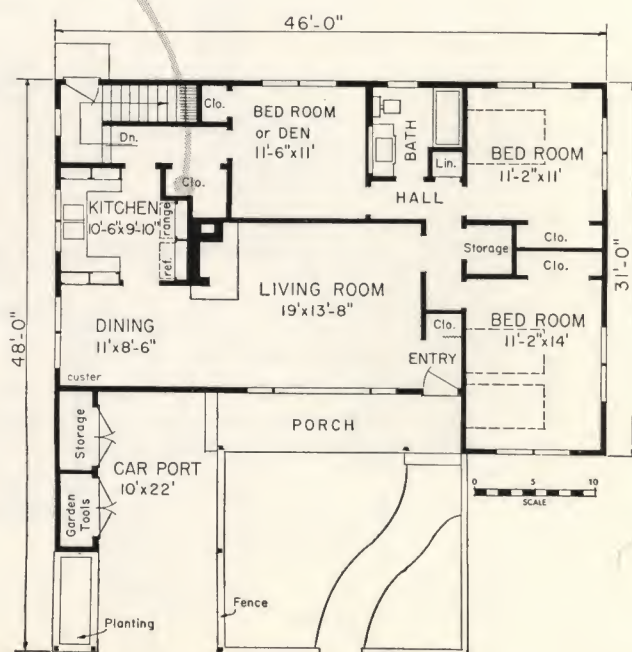 46'-0"
Clo.
BED ROOM
or DEN
11'-6"x11'
BATH
Lin.
BED ROOM
11'-2"x11'
Dn.
Clo.
HALL
KITCHEN
10'-6"x9'-10"
range
ref.
Storage
Clo.
Clo.
LIVING ROOM
19'x13'-8"
DINING
11'x8'-6"
Clo.
BED ROOM
11'-2"x14'
ENTRY
custer
48'-0"
31'-0"
PORCH
Storage
CAR PORT
10'x22'
Garden
Tools
0 5 10
SCALE
Fence
Planting